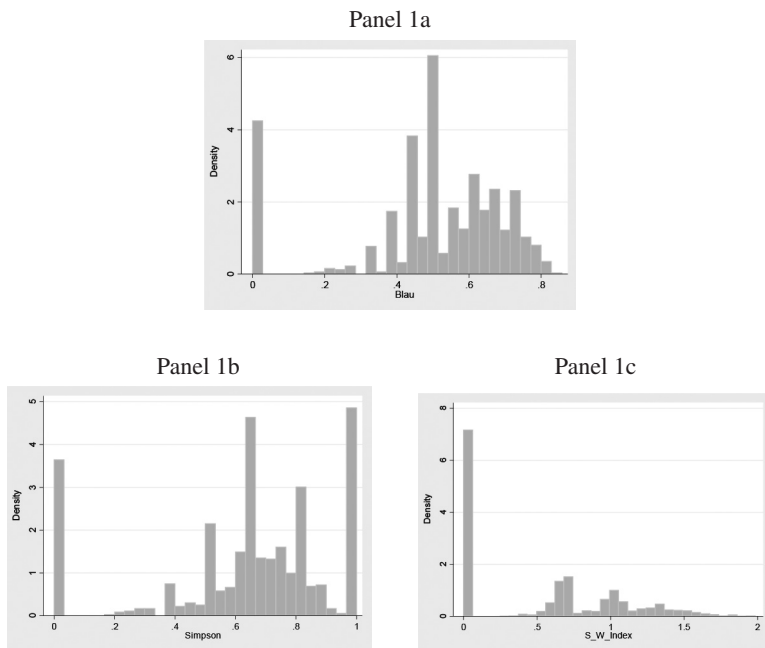 Panel 1a
6
4
2
0
Density
0 .2 .4 .6 .8
Blau
Panel 1b
5
4
3
2
1
0
Density
0 .2 .4 .6 .8 1
Simpson
Panel 1c
8
6
4
2
0
Density
0 .5 1 1.5 2
S_W_Index